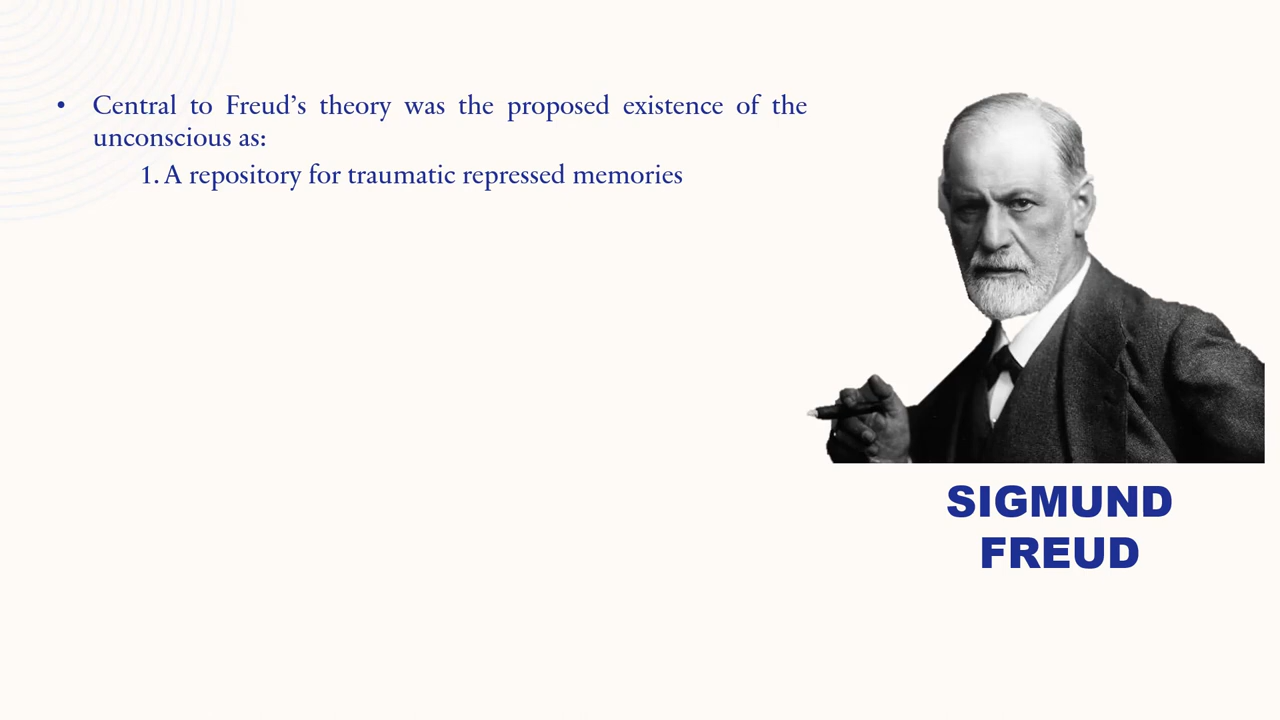 • Central to Freud’s theory was the proposed existence of the
unconscious as:
1. A repository for traumatic repressed memories
SIGMUND
FREUD